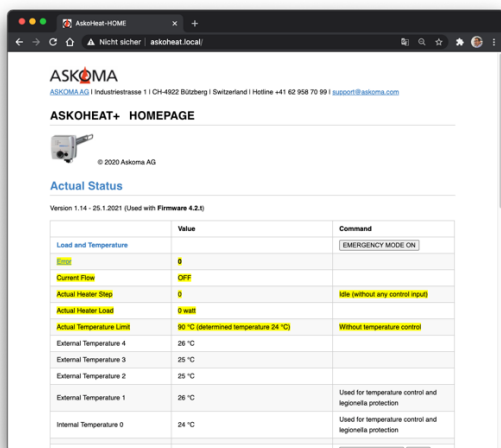 AskoHeat-HOME
Nicht sicher | askoheat.local/
ASKOMA
ASKOMA AG I Industriestrasse 1 I CH-4922 Bützberg I Switzerland I Hotline +41 62 958 70 99 I support@askoma.com
ASKOHEAT+ HOMEPAGE
© 2020 Askoma AG
Actual Status
Version 1.14 - 25.1.2021 (Used with Firmware 4.2.t)
Value Command
Load and Temperature EMERGENCY MODE ON
Error 0
Current Flow OFF
Actual Heater Step 0 Idle (without any control input)
Actual Heater Load 0 watt
Actual Temperature Limit 90 °C (determined temperature 24 °C) Without temperature control
External Temperature 4 26 °C
External Temperature 3 25 °C
External Temperature 2 25 °C
External Temperature 1 26 °C Used for temperature control and
legionella protection
Internal Temperature 0 24 °C Used for temperature control and
legionella protection